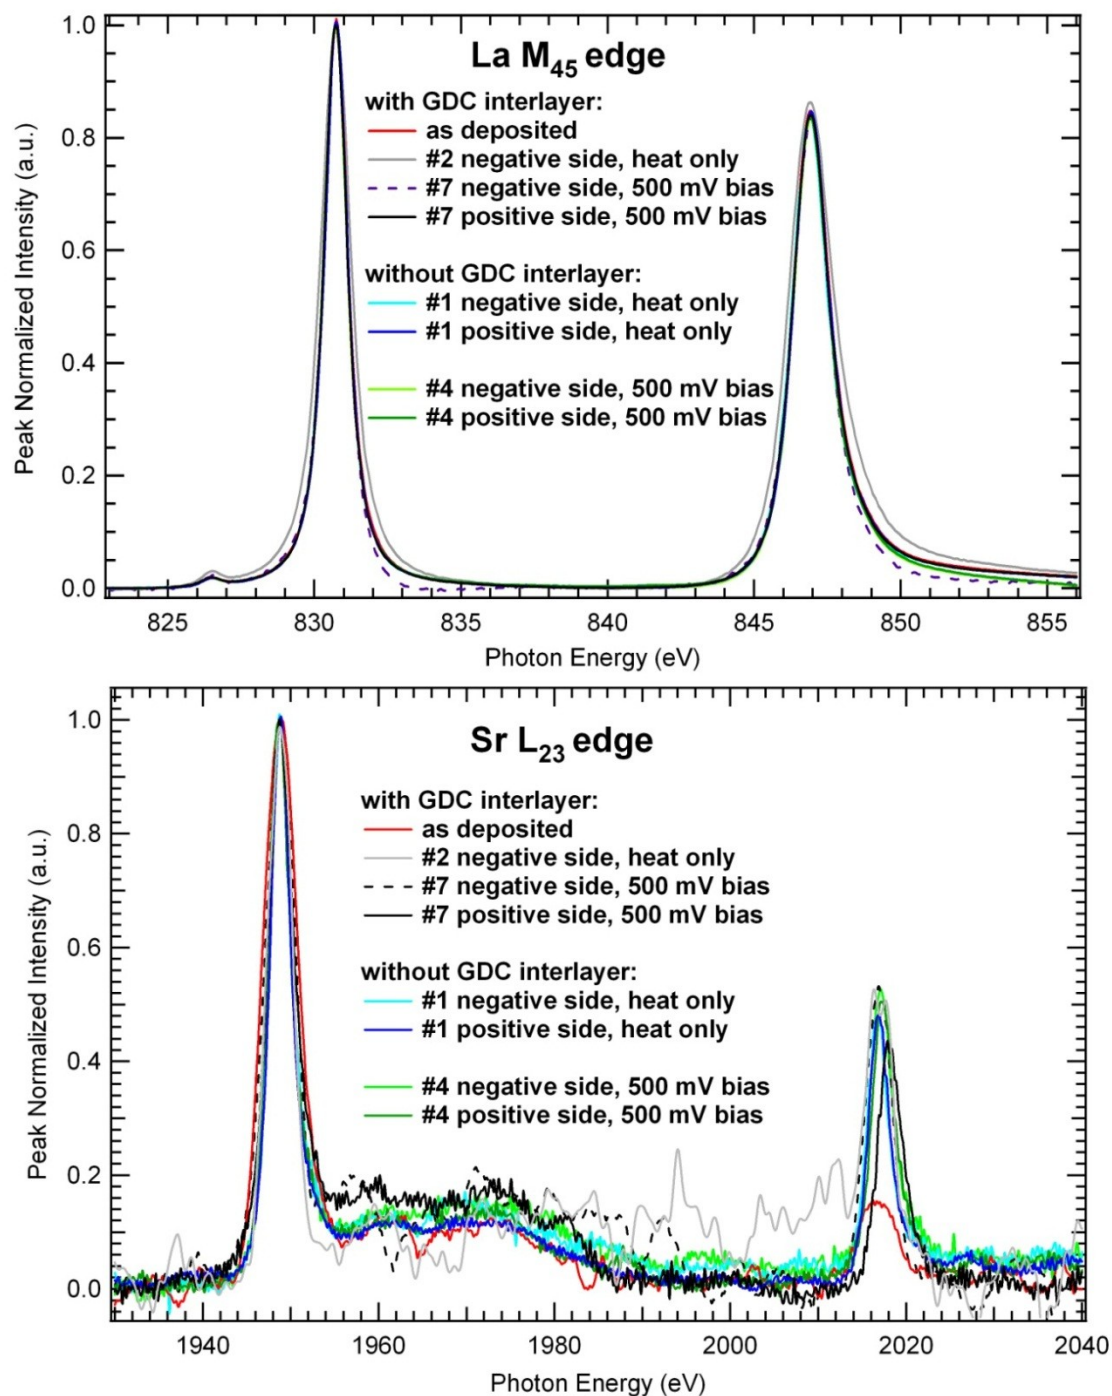 La M45 edge
with GDC interlayer:
as deposited
#2 negative side, heat only
#7 negative side, 500 mV bias
#7 positive side, 500 mV bias
without GDC interlayer:
#1 negative side, heat only
#1 positive side, heat only
#4 negative side, 500 mV bias
#4 positive side, 500 mV bias
Peak Normalized Intensity (a.u.)
1.0
0.8
0.6
0.4
0.2
0.0
825 830 835 840 845 850 855
Photon Energy (eV)
Sr L23 edge
with GDC interlayer:
as deposited
#2 negative side, heat only
#7 negative side, 500 mV bias
#7 positive side, 500 mV bias
without GDC interlayer:
#1 negative side, heat only
#1 positive side, heat only
#4 negative side, 500 mV bias
#4 positive side, 500 mV bias
Peak Normalized Intensity (a.u.)
1.0
0.8
0.6
0.4
0.2
0.0
1940 1960 1980 2000 2020 2040
Photon Energy (eV)